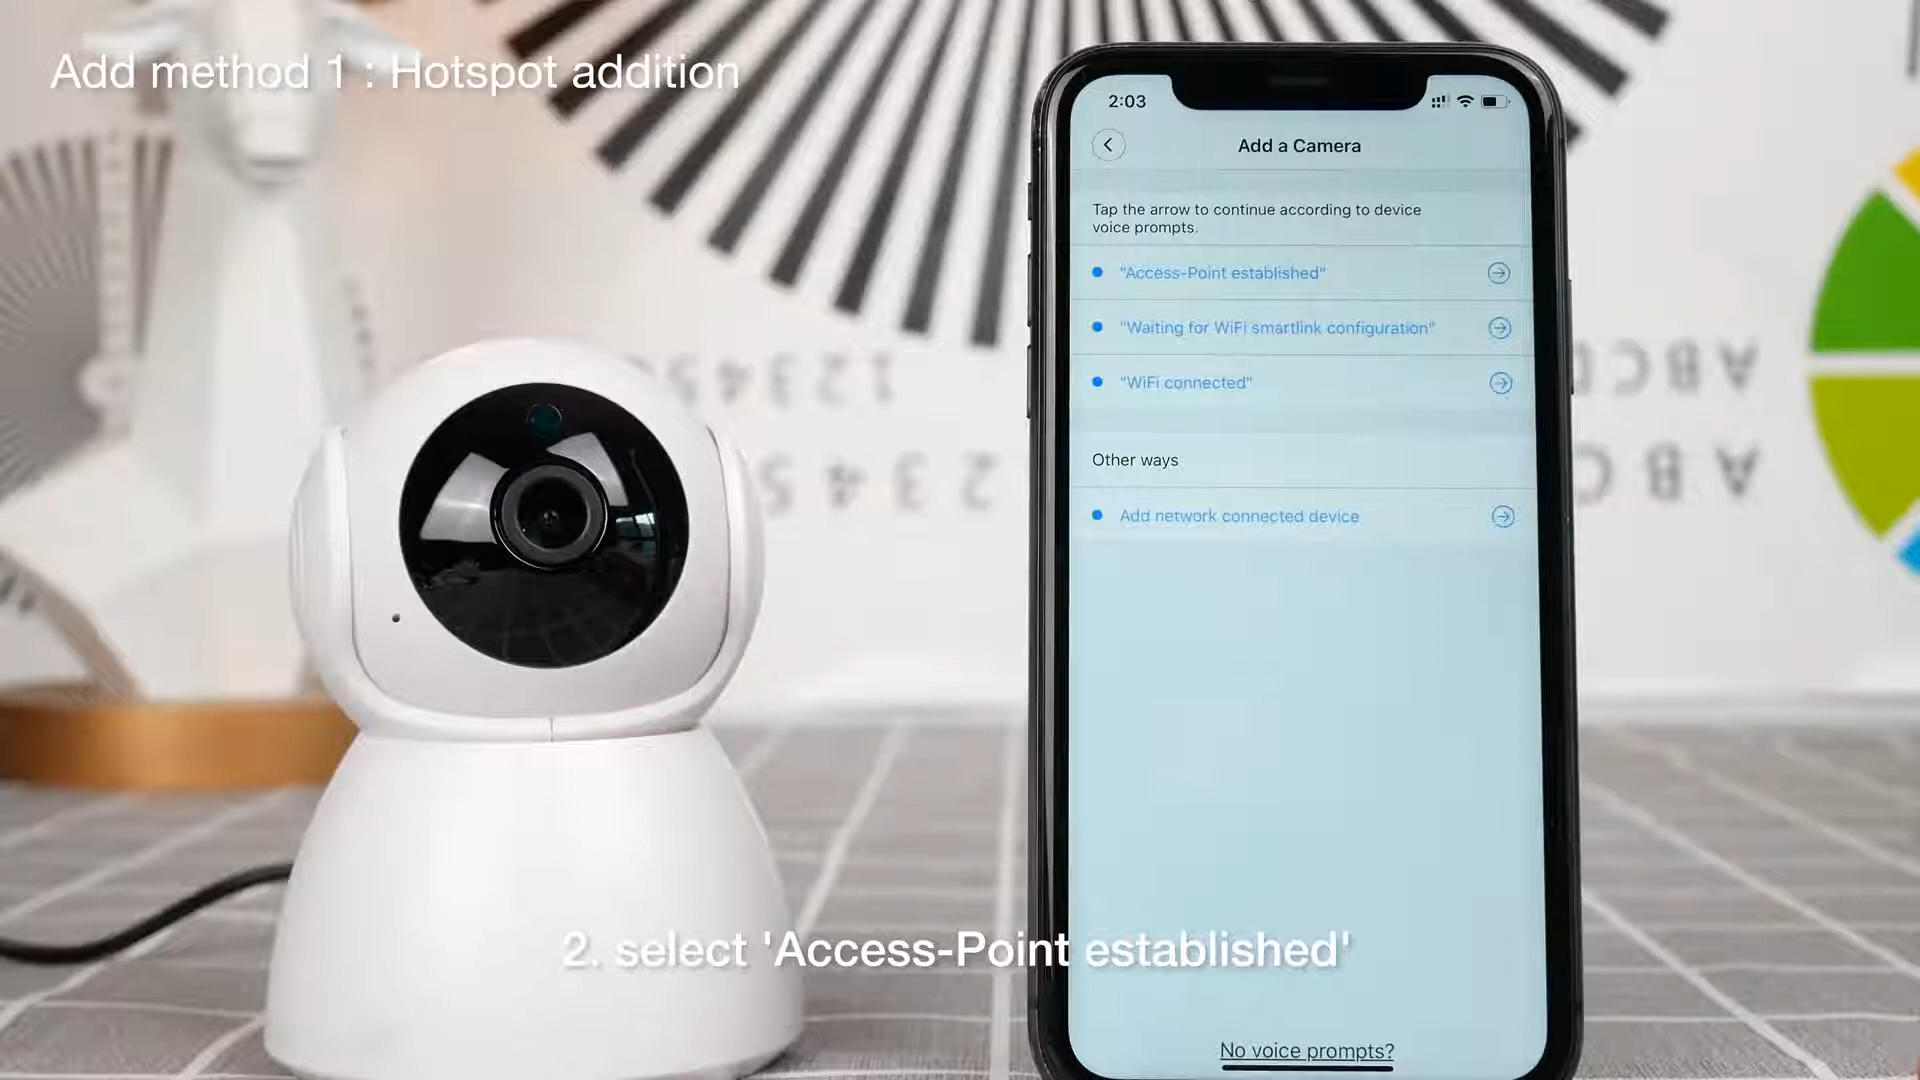 Add method 1 : Hotspot addition
2:03
Add a Camera
Tap the arrow to continue according to device
voice prompts.
"Access-Point established"
"Waiting for WiFi smartlink configuration"
"WiFi connected"
Other ways
Add network connected device
2. select 'Access-Point established'
No voice prompts?